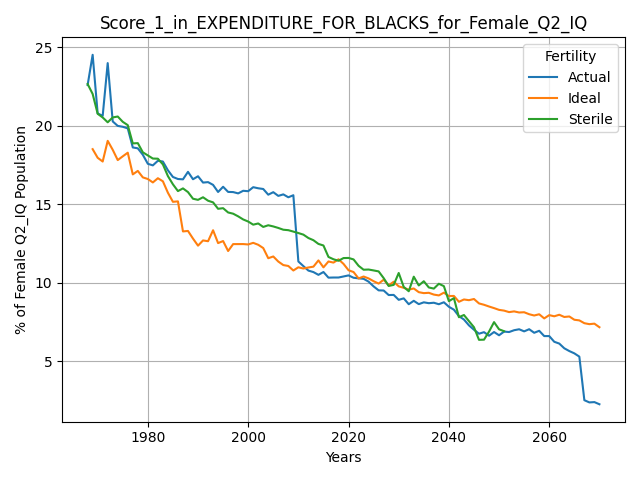 Score_1_in_EXPENDITURE_FOR_BLACKS_for_Female_Q2_IQ
Fertility
Actual
Ideal
Sterile
25
20
15
10
5
% of Female Q2_IQ Population
1980
2000
2020
2040
2060
Years